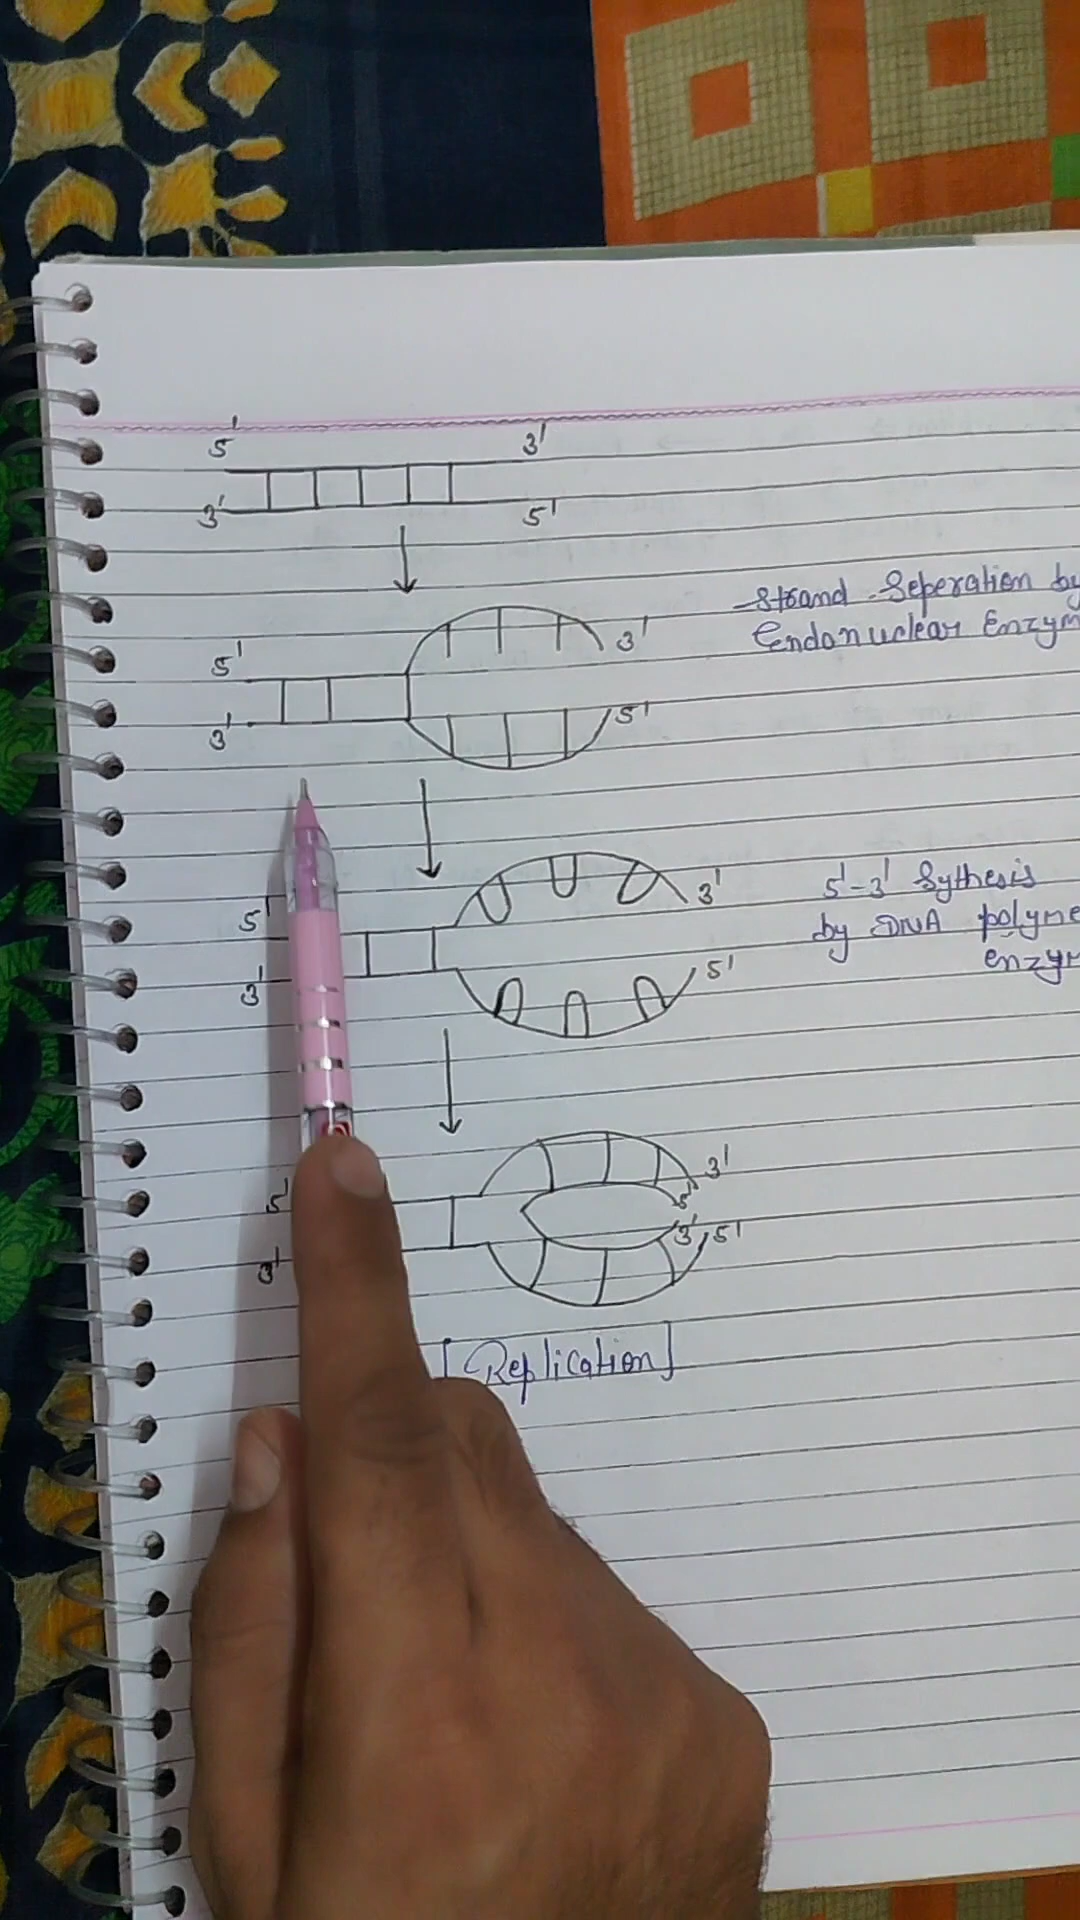 5' 3'
3' 5'
Strand Seperation by
Endonuclear Enzym
5' 3'
3' 5'
5'-3' Sythesis
by DNA polyme
enzym
5' 3'
3' 5'
5' 3'
5'
3' 5'
3'
[Replication]